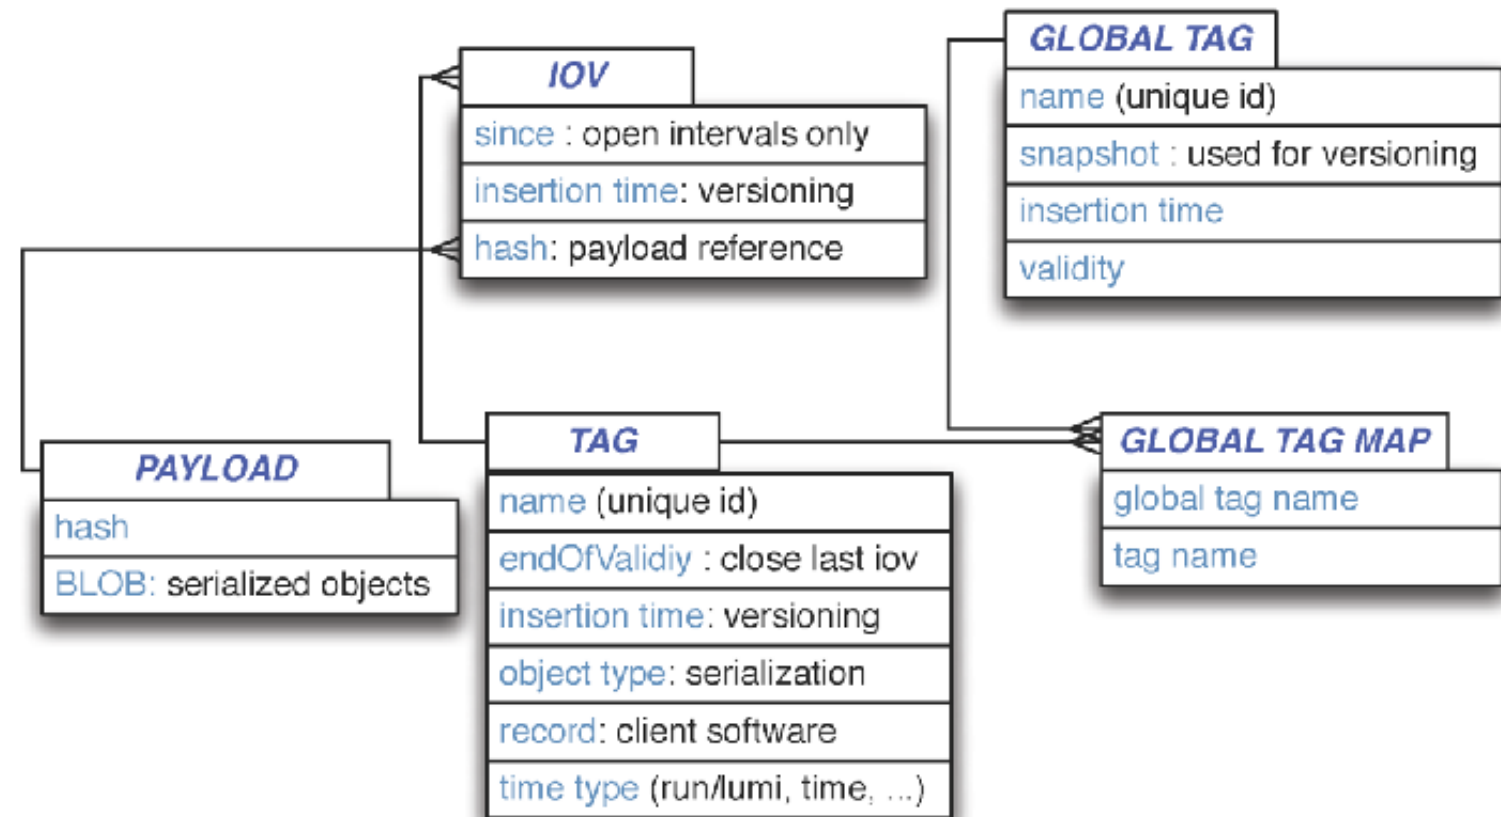 IOV
since : open intervals only
insertion time: versioning
hash: payload reference
GLOBAL TAG
name (unique id)
snapshot : used for versioning
insertion time
validity
PAYLOAD
hash
BLOB: serialized objects
TAG
name (unique id)
endOfValidiy : close last iov
insertion time: versioning
object type: serialization
record: client software
time type (run/lumi, time, ...)
GLOBAL TAG MAP
global tag name
tag name